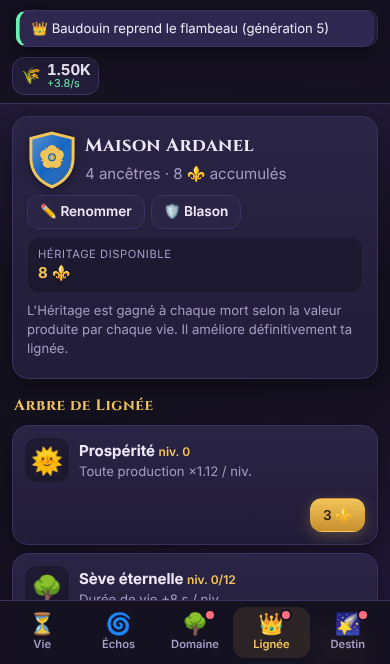 Baudouin reprend le flambeau (génération 5)
1.50K
+3.8/s
Maison Ardanel
4 ancêtres · 8 ⚜️ accumulés
Renommer
Blason
HÉRITAGE DISPONIBLE
8 ⚜️
L'Héritage est gagné à chaque mort selon la valeur
produite par chaque vie. Il améliore définitivement ta
lignée.
Arbre de Lignée
Prospérité niv. 0
Toute production ×1.12 / niv.
3 ⚜️
Sève éternelle niv. 0/12
Durée de vie +8 s / niv.
Vie
Échos
Domaine
Lignée
Destin